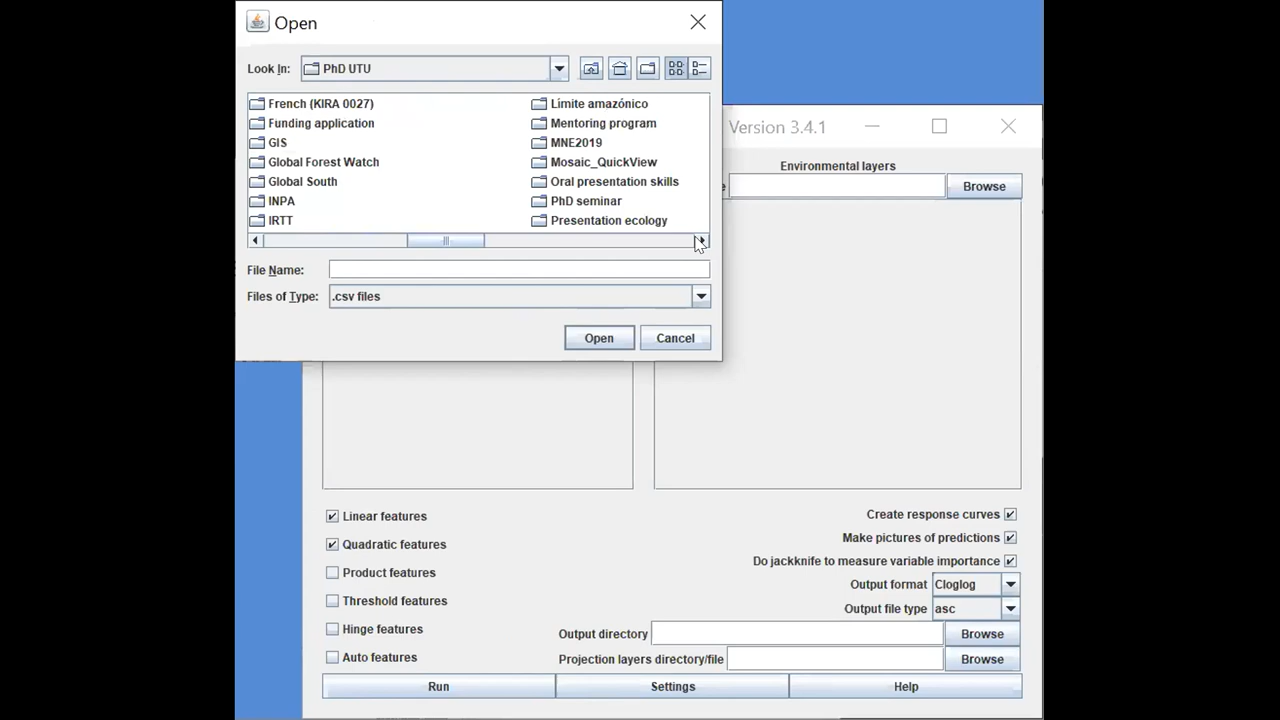 Open
Look In: PhD UTU
French (KIRA 0027)
Funding application
GIS
Global Forest Watch
Global South
INPA
IRTT
Limite amazónico
Mentoring program
MNE2019
Mosaic_QuickView
Oral presentation skills
PhD seminar
Presentation ecology
File Name:
Files of Type: .csv files
Open Cancel
Version 3.4.1
Environmental layers
Browse
Linear features
Quadratic features
Product features
Threshold features
Hinge features
Auto features
Create response curves
Make pictures of predictions
Do jackknife to measure variable importance
Output format Cloglog
Output file type asc
Output directory Browse
Projection layers directory/file Browse
Run Settings Help